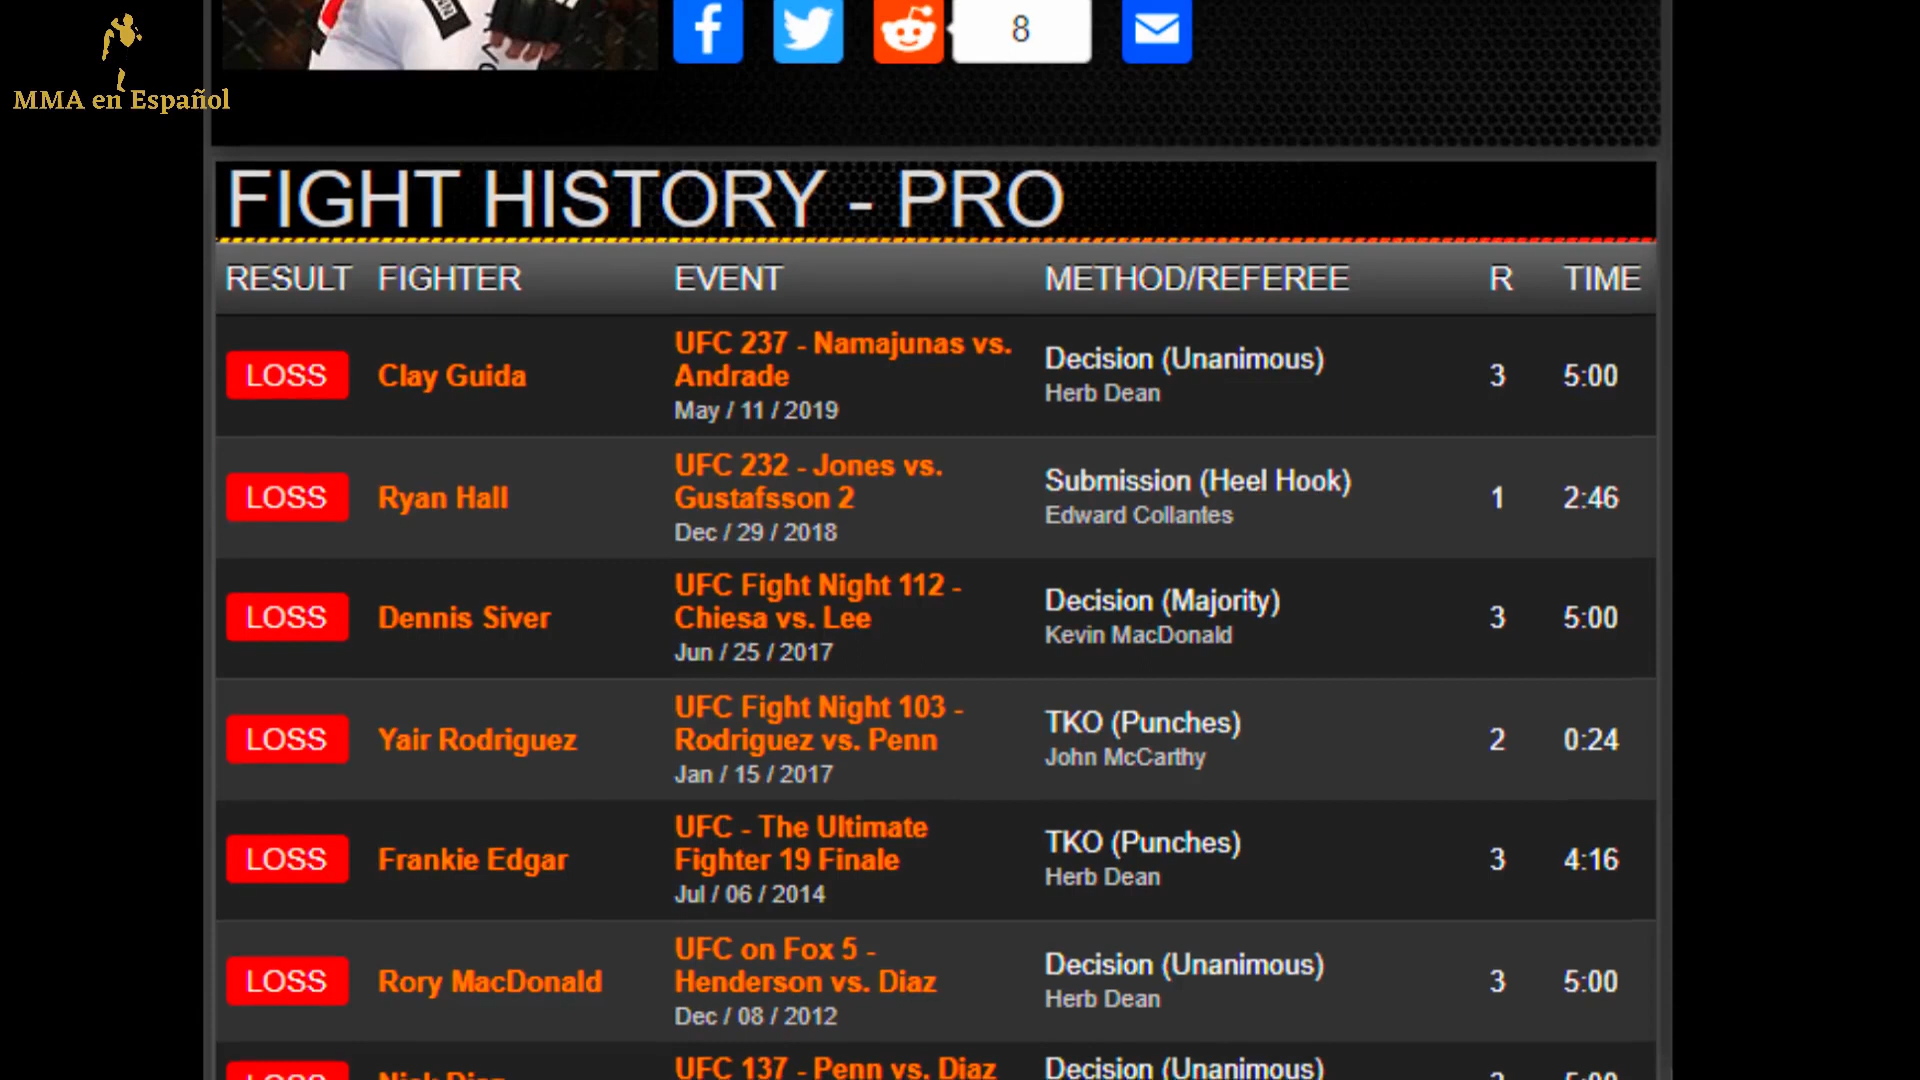 8
MMA en Español
FIGHT HISTORY - PRO
RESULT FIGHTER EVENT METHOD/REFEREE R TIME
UFC 237 - Namajunas vs.
LOSS Clay Guida Andrade Decision (Unanimous) 3 5:00
May / 11 / 2019 Herb Dean
UFC 232 - Jones vs.
LOSS Ryan Hall Gustafsson 2 Submission (Heel Hook) 1 2:46
Dec / 29 / 2018 Edward Collantes
UFC Fight Night 112 -
LOSS Dennis Siver Chiesa vs. Lee Decision (Majority) 3 5:00
Jun / 25 / 2017 Kevin MacDonald
UFC Fight Night 103 -
LOSS Yair Rodriguez Rodriguez vs. Penn TKO (Punches) 2 0:24
Jan / 15 / 2017 John McCarthy
UFC - The Ultimate
LOSS Frankie Edgar Fighter 19 Finale TKO (Punches) 3 4:16
Jul / 06 / 2014 Herb Dean
UFC on Fox 5 -
LOSS Rory MacDonald Henderson vs. Diaz Decision (Unanimous) 3 5:00
Dec / 08 / 2012 Herb Dean
UFC 137 - Penn vs. Diaz Decision (Unanimous)
LOSS Nick Diaz